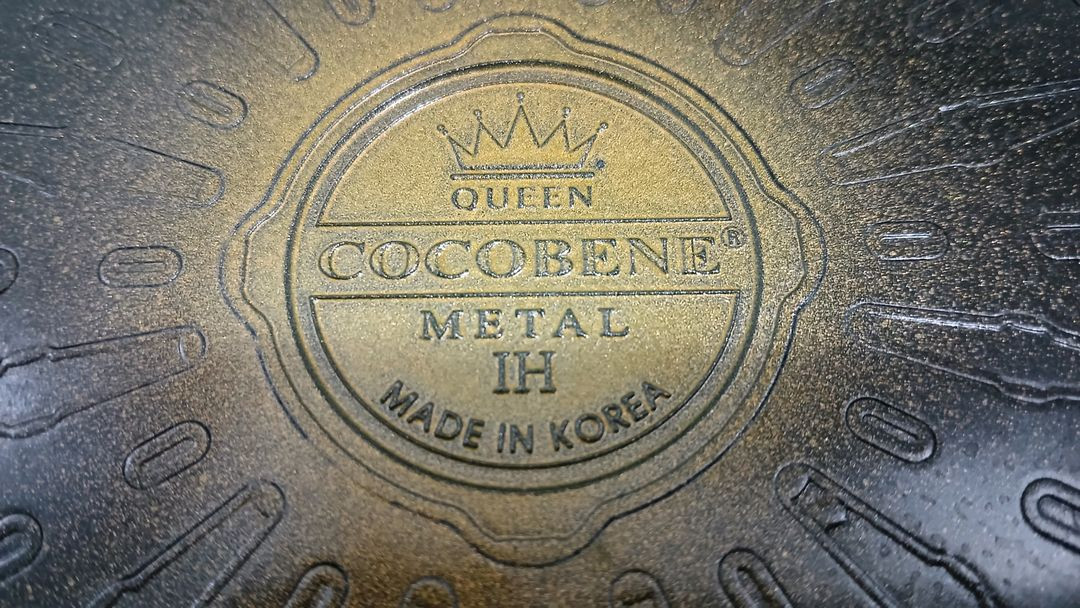 QUEEN
COCOBENE®
METAL
IH
MADE IN KOREA